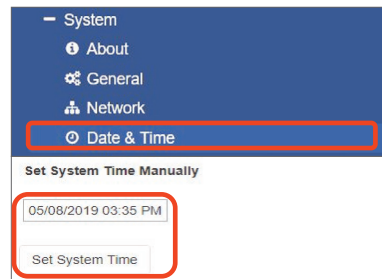 System
About
General
Network
Date & Time
Set System Time Manually
05/08/2019 03:35 PM
Set System Time